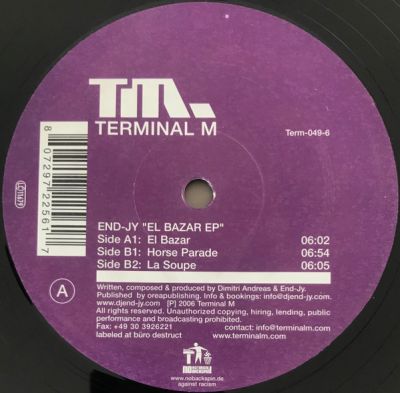 TM.
TERMINAL M
Term-049-6
8 07297 22561 7
LC 11679
END-JY "EL BAZAR EP"
Side A1: El Bazar 06:02
Side B1: Horse Parade 06:54
Side B2: La Soupe 06:05
A
Written, composed & produced by Dimitri Andreas & End-Jy.
Published by oreapublishing. Info & bookings: info@djend-jy.com,
www.djend-jy.com [P] 2006 Terminal M
All rights reserved. Unauthorized copying, hiring, lending, public
performance and broadcasting prohibited.
Fax: +49 30 3926221 contact: info@terminalm.com
labeled at büro destruct www.terminalm.com
www.nobackspin.de
against racism